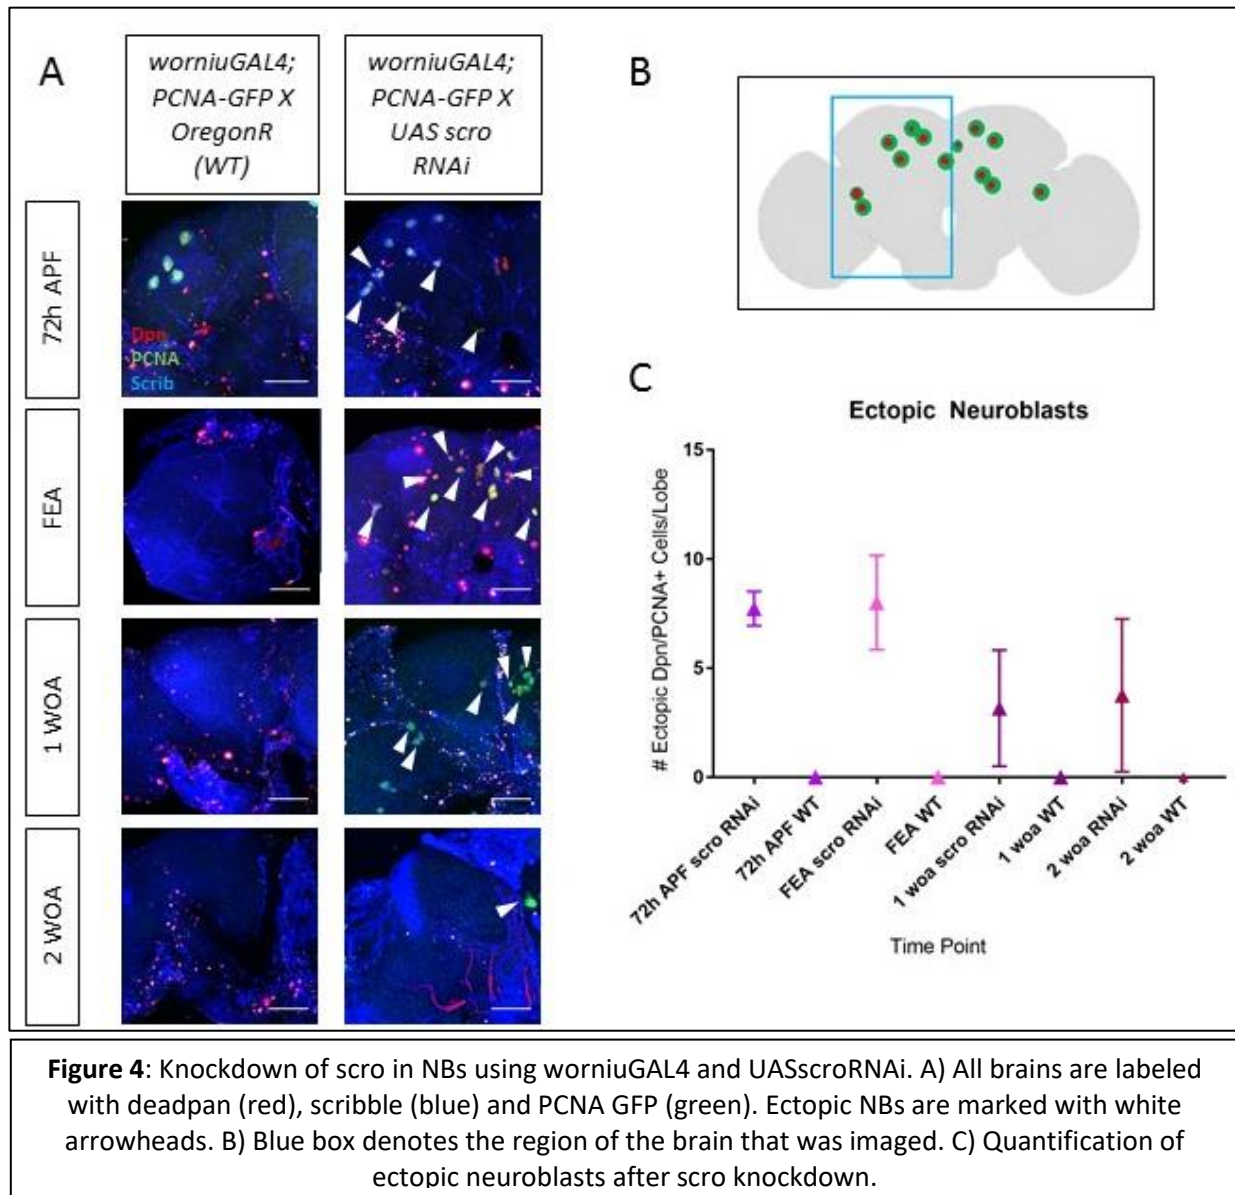 A
worniuGAL4;
PCNA-GFP X
OregonR
(WT)
worniuGAL4;
PCNA-GFP X
UAS scro
RNAi
72h APF
Dpn
PCNA
Scrib
FEA
1 WOA
2 WOA
B
C
Ectopic Neuroblasts
# Ectopic Dpn/PCNA+ Cells/Lobe
15
10
5
0
72h APF scro RNAi
72h APF WT
FEA scro RNAi
FEA WT
1 woa scro RNAi
1 woa WT
2 woa RNAi
2 woa WT
Time Point
Figure 4: Knockdown of scro in NBs using worniuGAL4 and UASscroRNAi. A) All brains are labeled
with deadpan (red), scribble (blue) and PCNA GFP (green). Ectopic NBs are marked with white
arrowheads. B) Blue box denotes the region of the brain that was imaged. C) Quantification of
ectopic neuroblasts after scro knockdown.